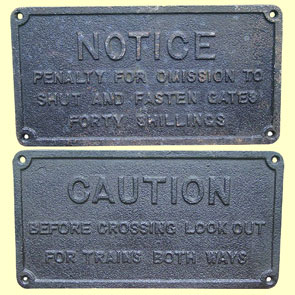 NOTICE
PENALTY FOR OMISSION TO
SHUT AND FASTEN GATES
FORTY SHILLINGS
CAUTION
BEFORE CROSSING LOOK OUT
FOR TRAINS BOTH WAYS